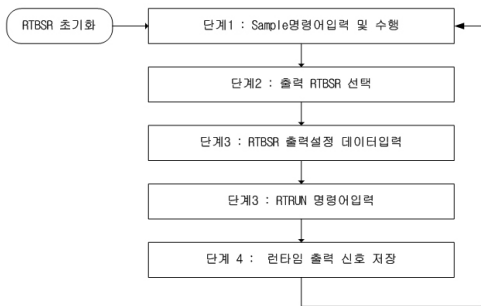 RTBSR 초기화
단계1 : Sample명령어입력 및 수행
단계2 : 출력 RTBSR 선택
단계3 : RTBSR 출력설정 데이터입력
단계3 : RTRUN 명령어입력
단계 4 : 런타임 출력 신호 저장